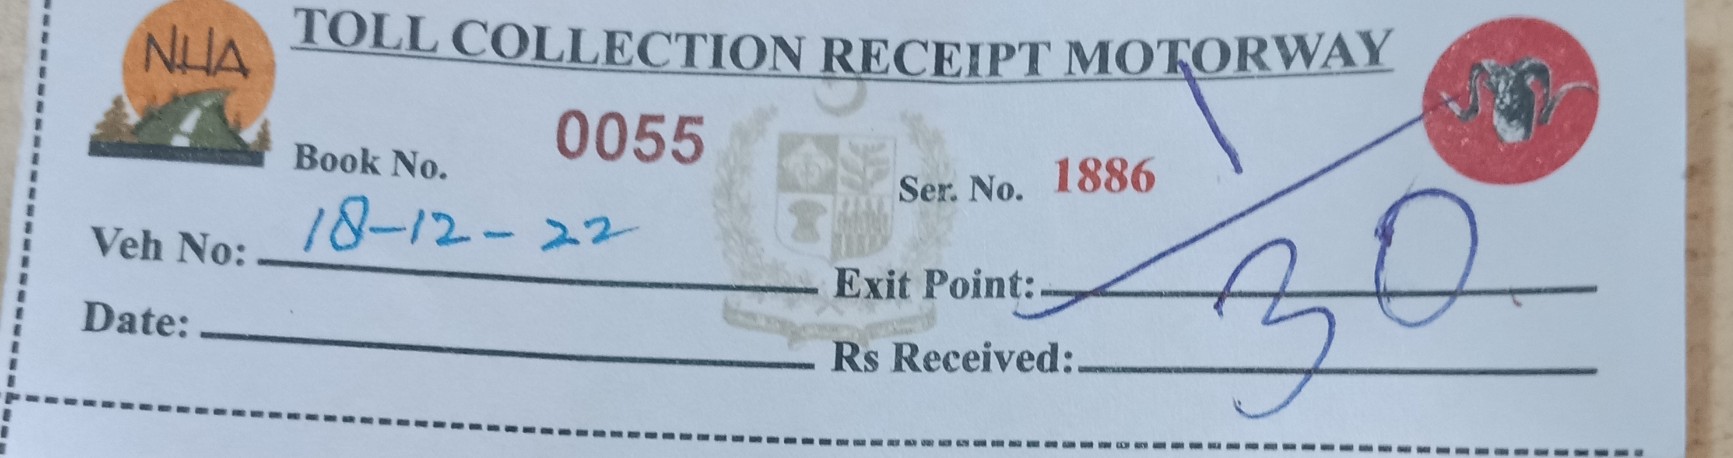 NHA
TOLL COLLECTION RECEIPT MOTORWAY
Book No. 0055
Ser. No. 1886
Veh No: 18-12-22
Exit Point:
Date:
Rs Received: 30